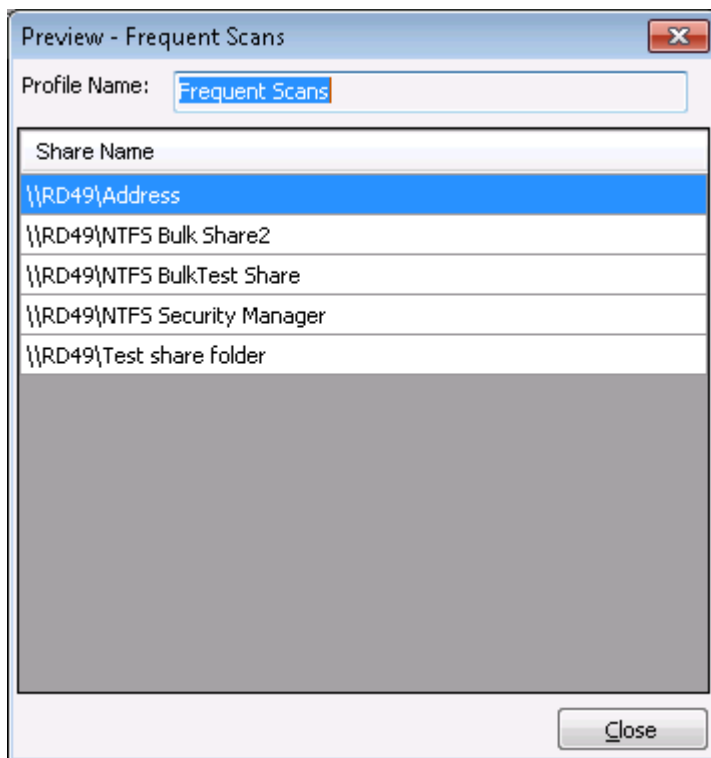 Preview - Frequent Scans
Profile Name: Frequent Scans
Share Name
\\RD49\Address
\\RD49\NTFS Bulk Share2
\\RD49\NTFS BulkTest Share
\\RD49\NTFS Security Manager
\\RD49\Test share folder
Close